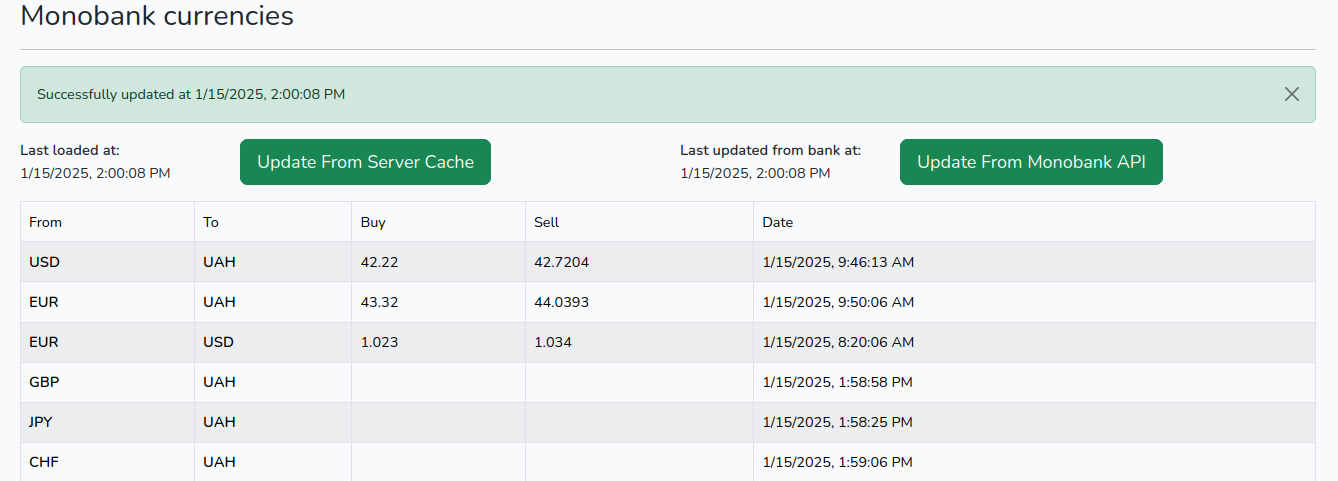 Monobank currencies
Successfully updated at 1/15/2025, 2:00:08 PM
Last loaded at:
1/15/2025, 2:00:08 PM
Update From Server Cache
Last updated from bank at:
1/15/2025, 2:00:08 PM
Update From Monobank API
From To Buy Sell Date
USD UAH 42.22 42.7204 1/15/2025, 9:46:13 AM
EUR UAH 43.32 44.0393 1/15/2025, 9:50:06 AM
EUR USD 1.023 1.034 1/15/2025, 8:20:06 AM
GBP UAH 1/15/2025, 1:58:58 PM
JPY UAH 1/15/2025, 1:58:25 PM
CHF UAH 1/15/2025, 1:59:06 PM